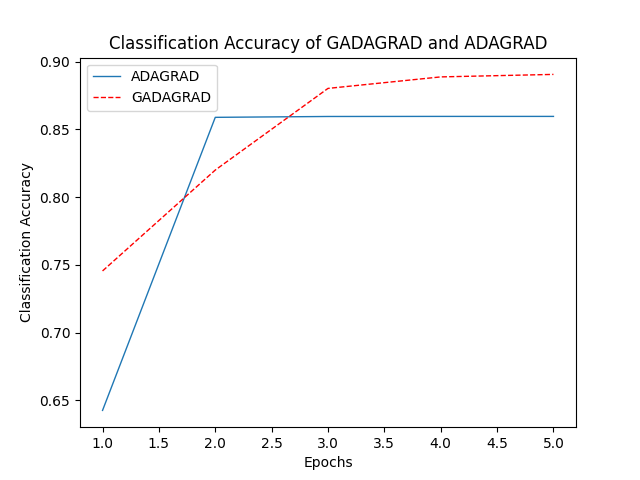 Classification Accuracy of GADAGRAD and ADAGRAD
ADAGRAD
GADAGRAD
Classification Accuracy
0.90
0.85
0.80
0.75
0.70
0.65
1.0 1.5 2.0 2.5 3.0 3.5 4.0 4.5 5.0
Epochs